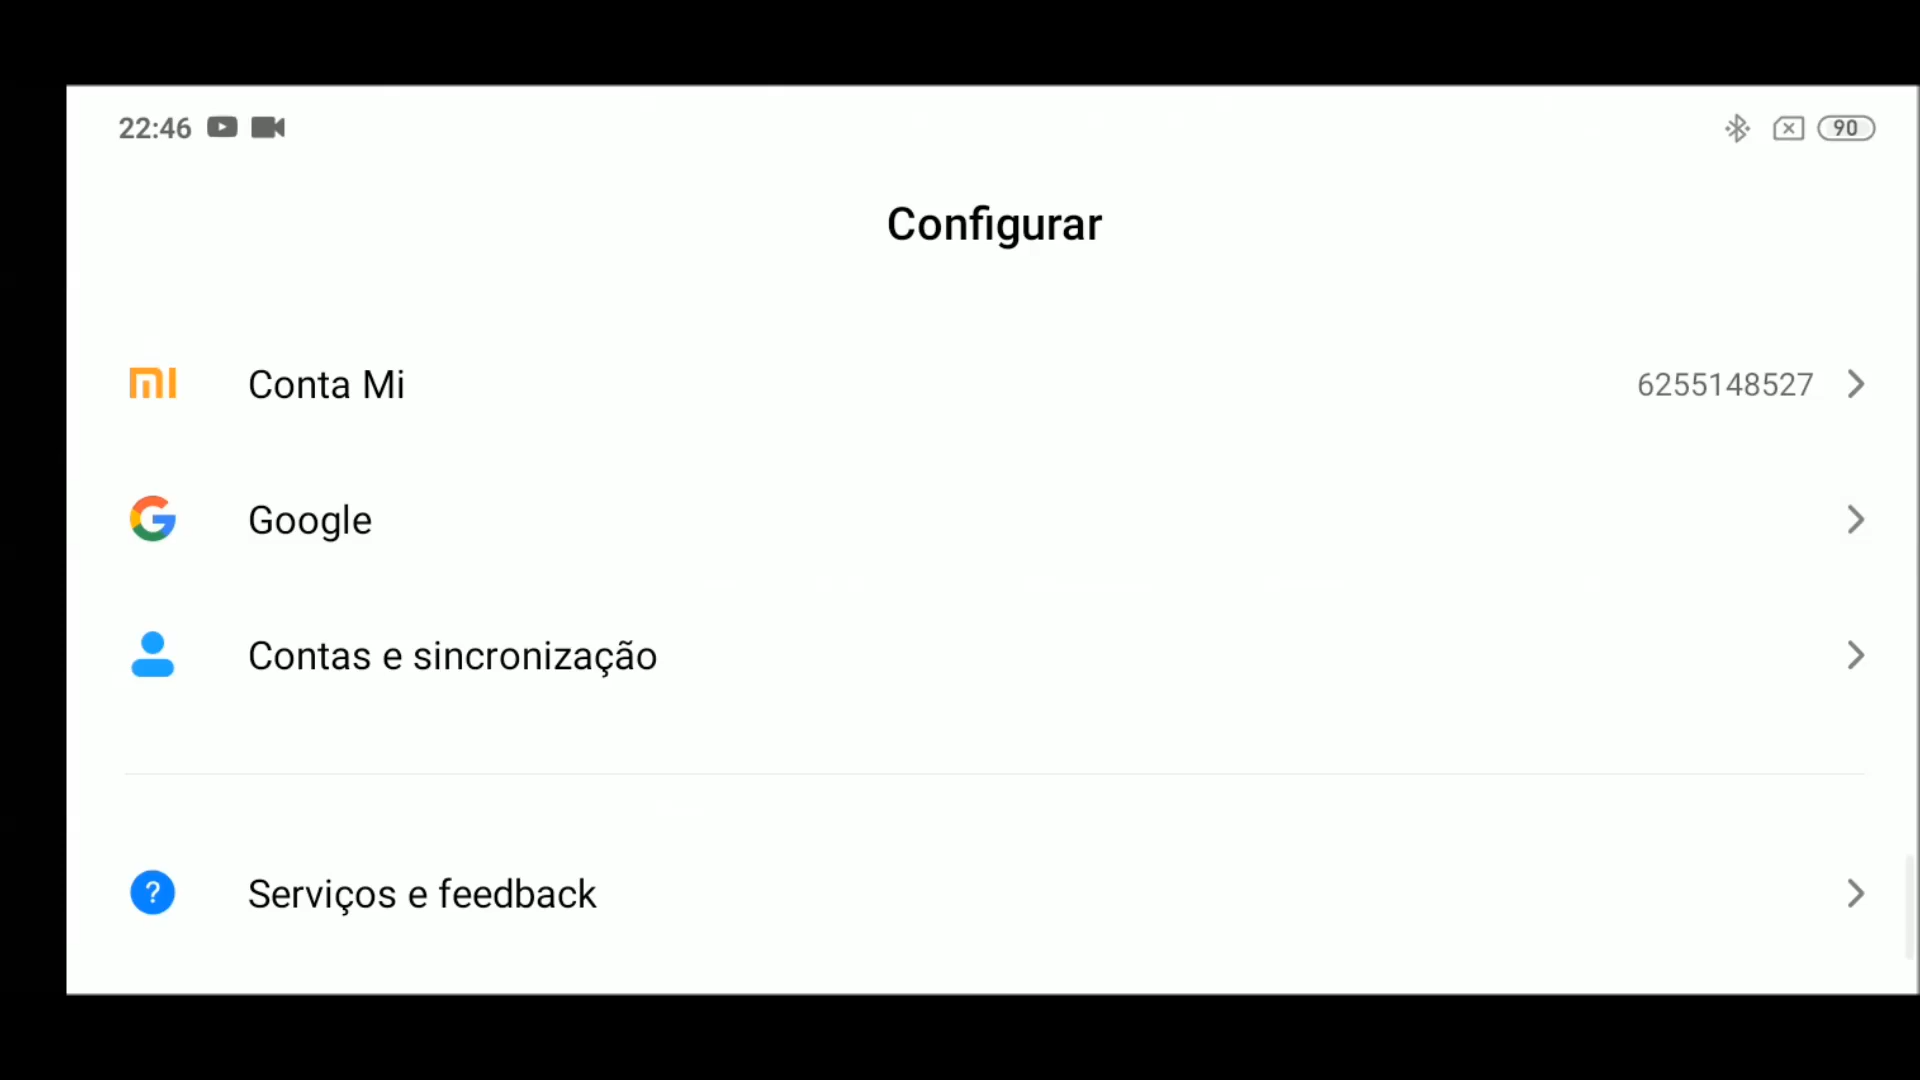 22:46
90
Configurar
Conta Mi 6255148527
Google
Contas e sincronização
Serviços e feedback